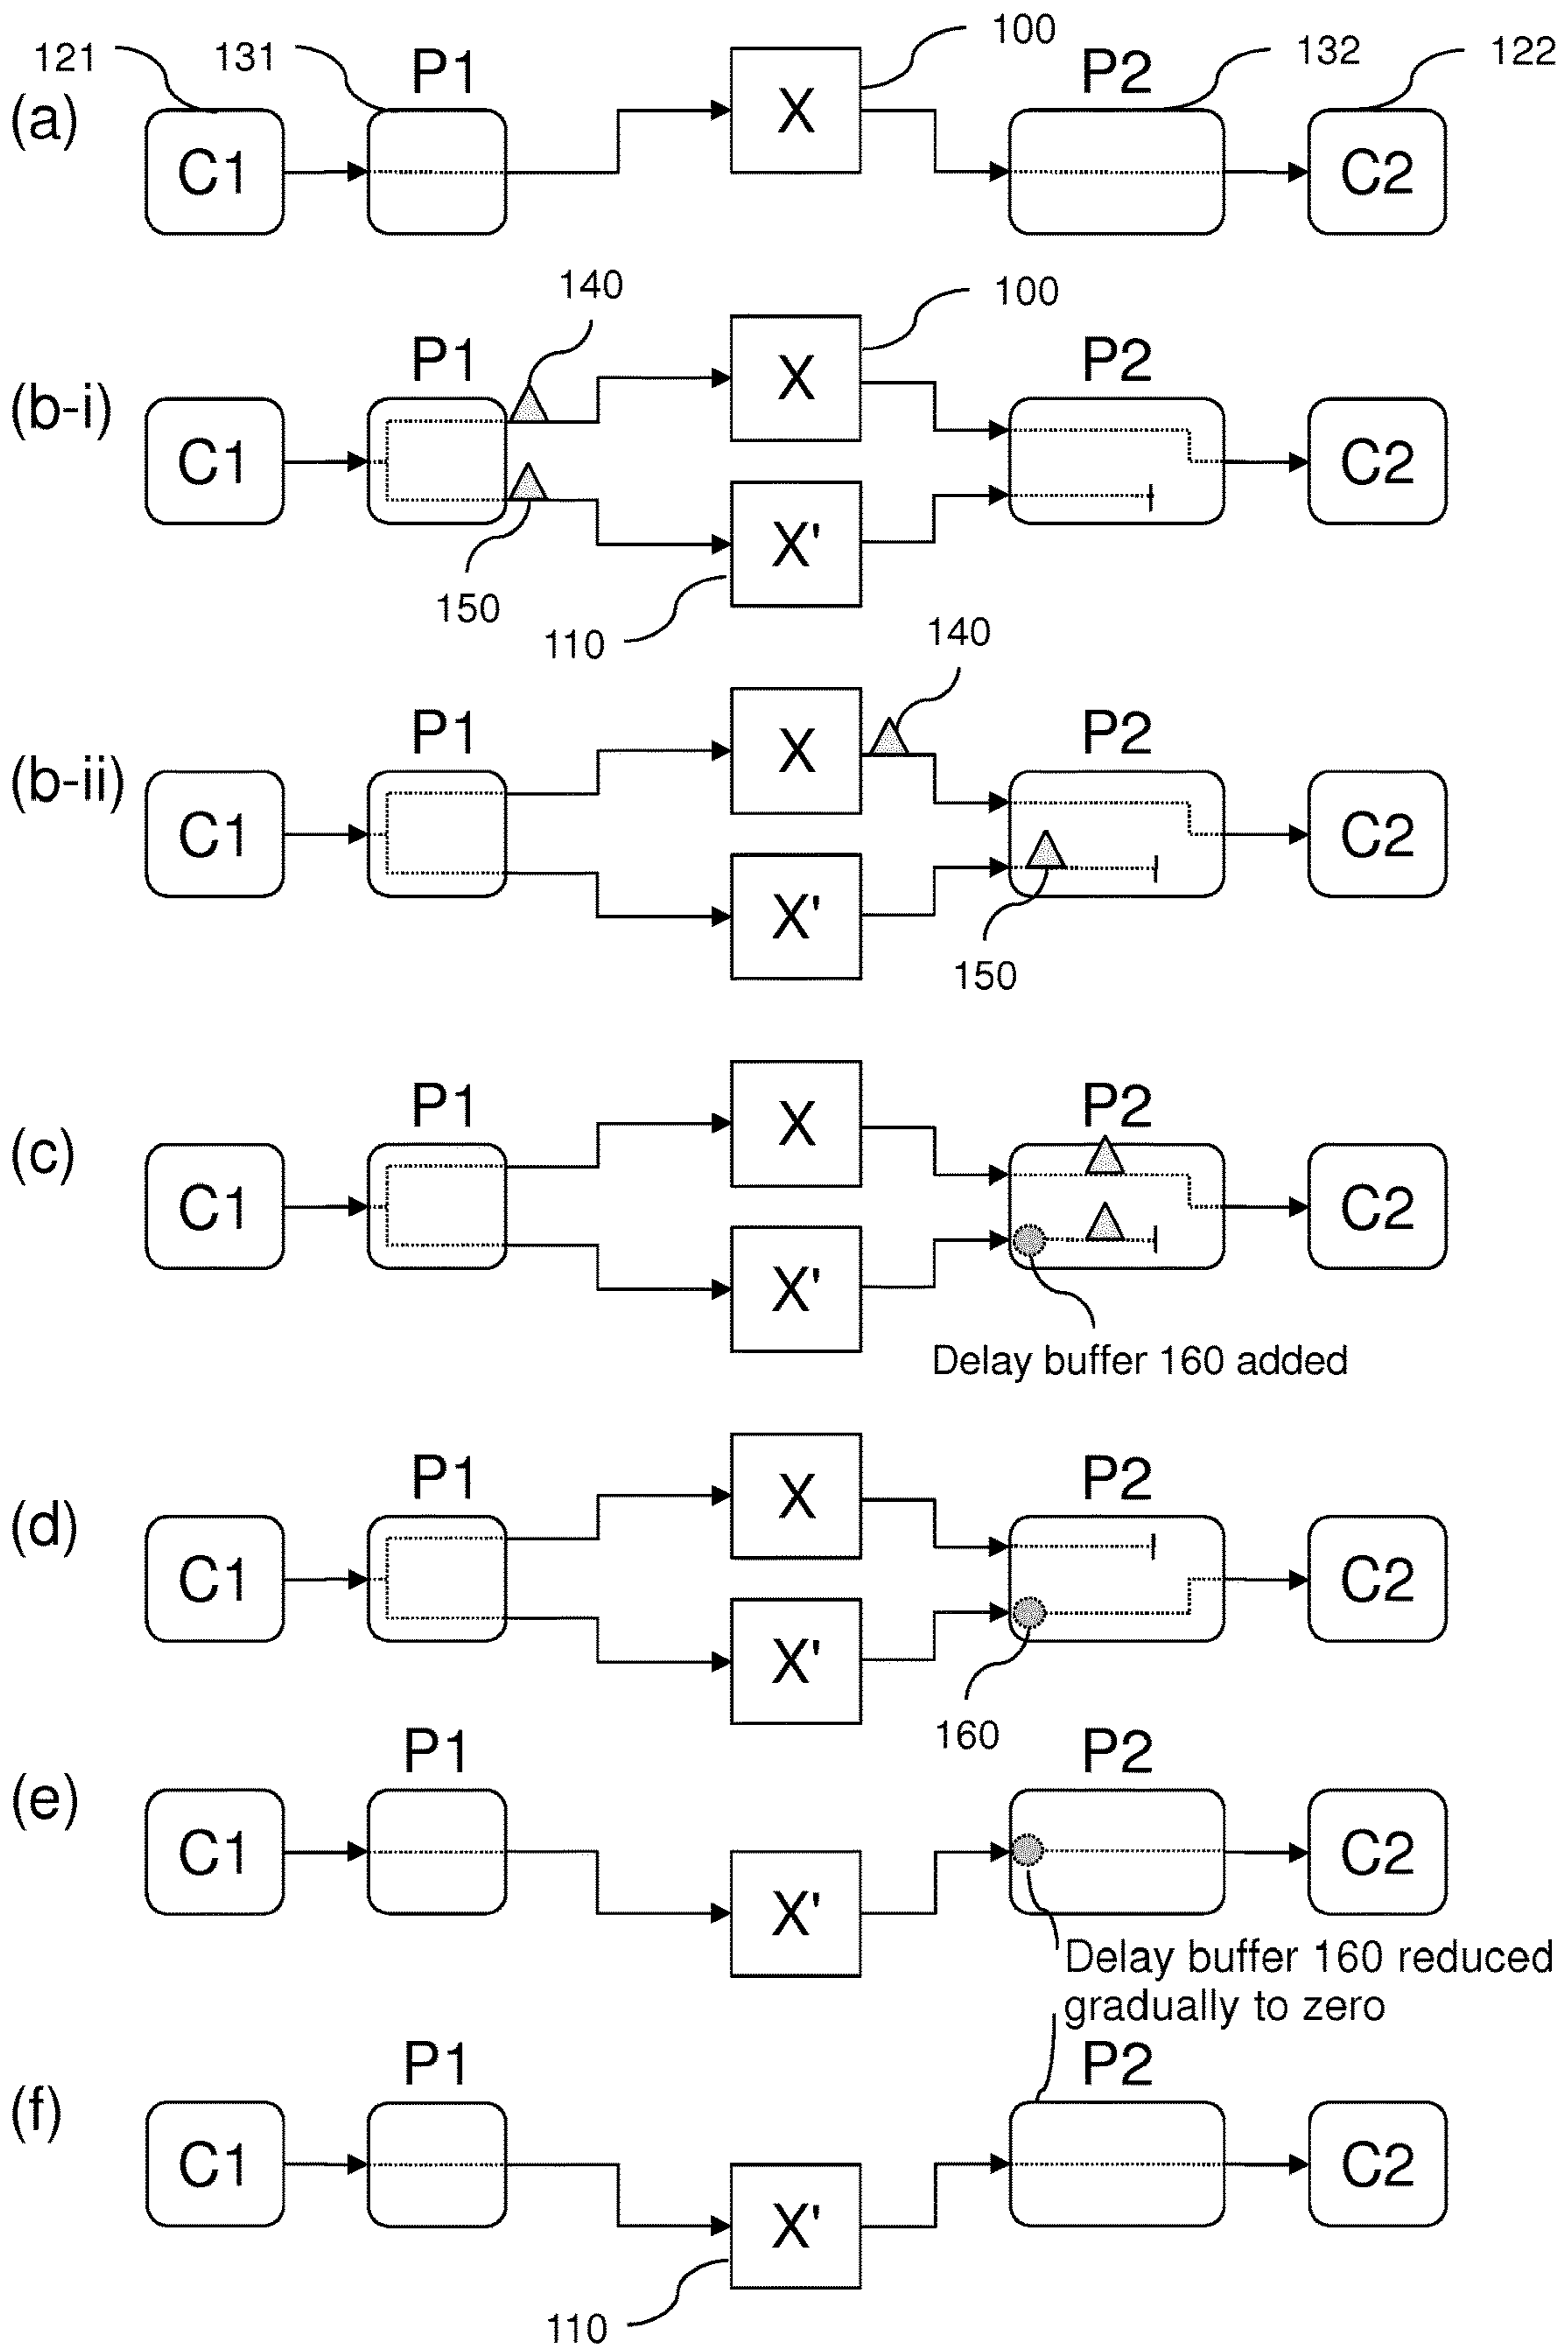 121 131 P1 100 P2 132 122
(a) C1 X C2
140 100
P1 X P2
(b-i) C1 C2
X'
150 110
140
P1 X P2
(b-ii) C1 C2
X'
150
P1 X P2
(c) C1 C2
X'
Delay buffer 160 added
P1 X P2
(d) C1 C2
X'
160
P1 P2
(e) C1 X' C2
Delay buffer 160 reduced
gradually to zero
P1 P2
(f) C1 X' C2
110